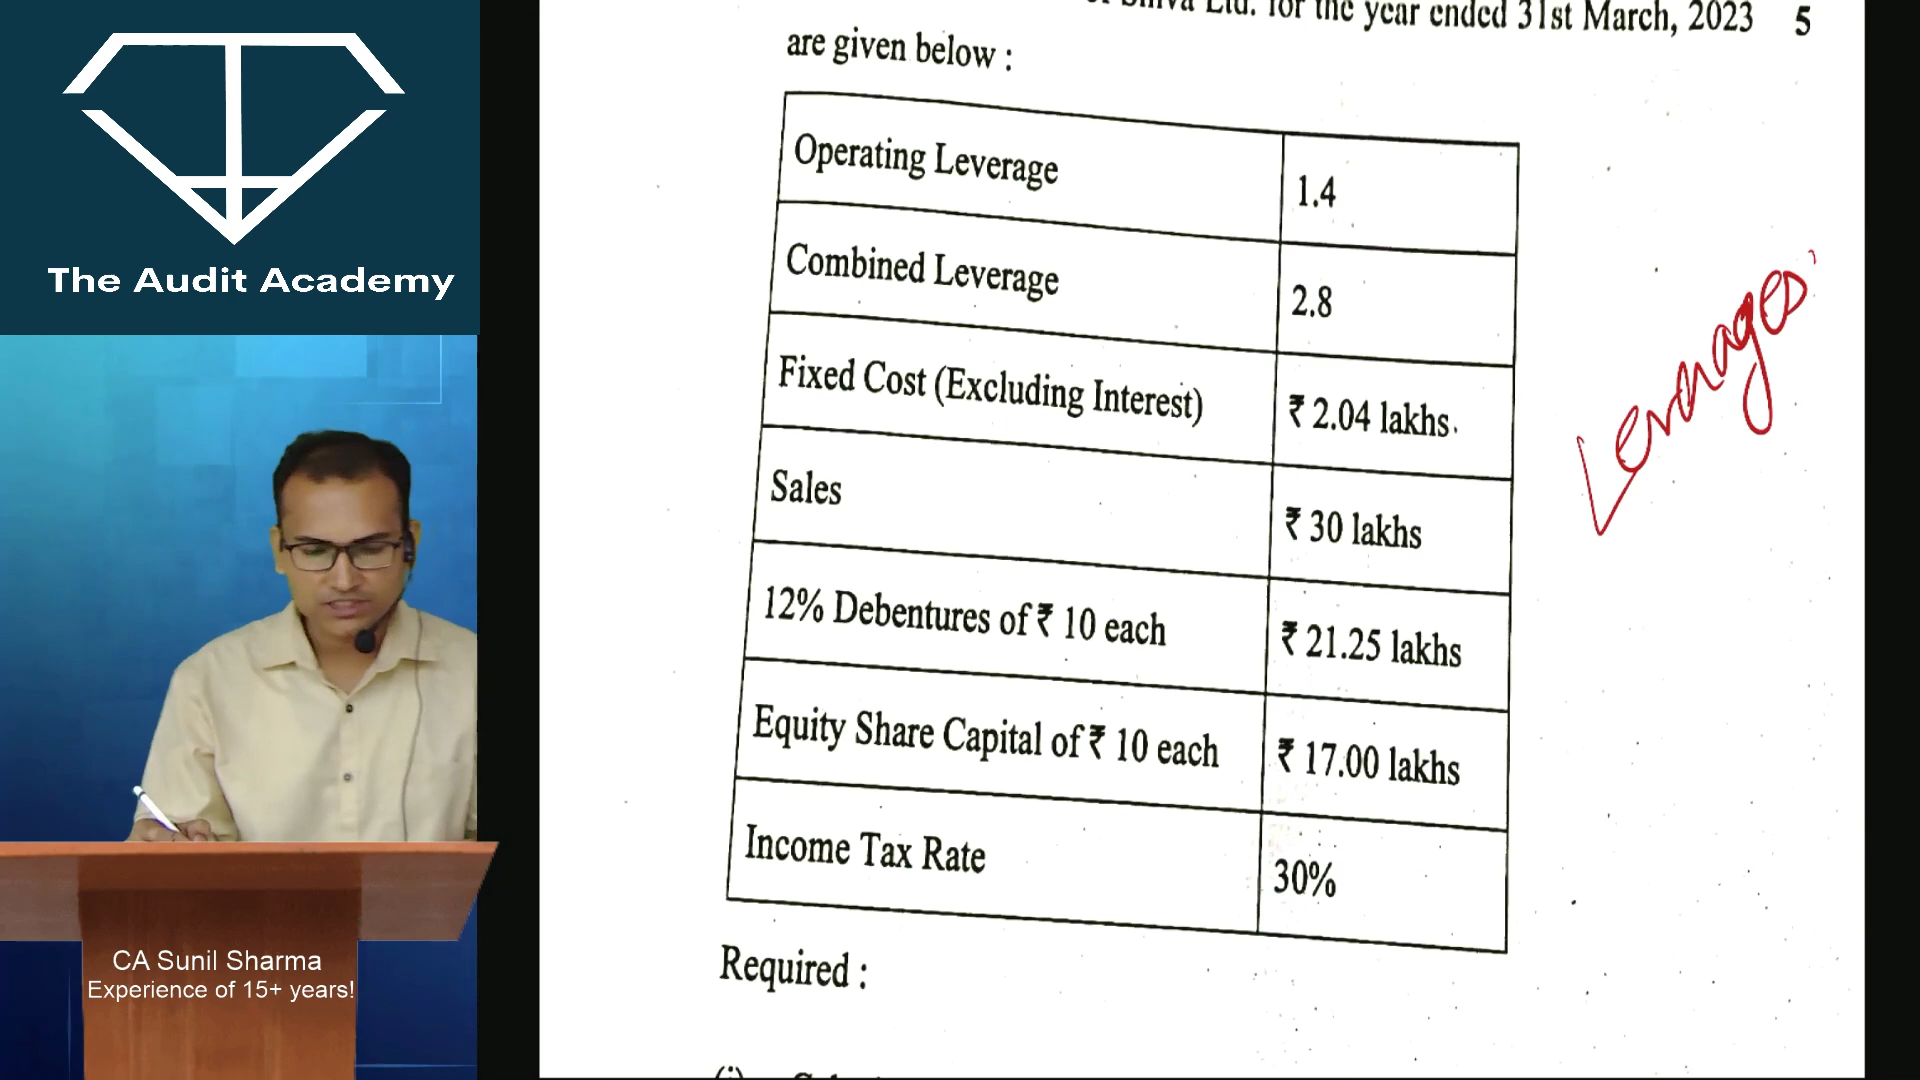 The Audit Academy
CA Sunil Sharma
Experience of 15+ years!
Shiva Ltd. for the year ended 31st March, 2023 5
are given below :
Operating Leverage 1.4
Combined Leverage 2.8
Fixed Cost (Excluding Interest) ₹ 2.04 lakhs.
Sales ₹ 30 lakhs
12% Debentures of ₹ 10 each ₹ 21.25 lakhs
Equity Share Capital of ₹ 10 each ₹ 17.00 lakhs
Income Tax Rate 30%
Required :
Leverages